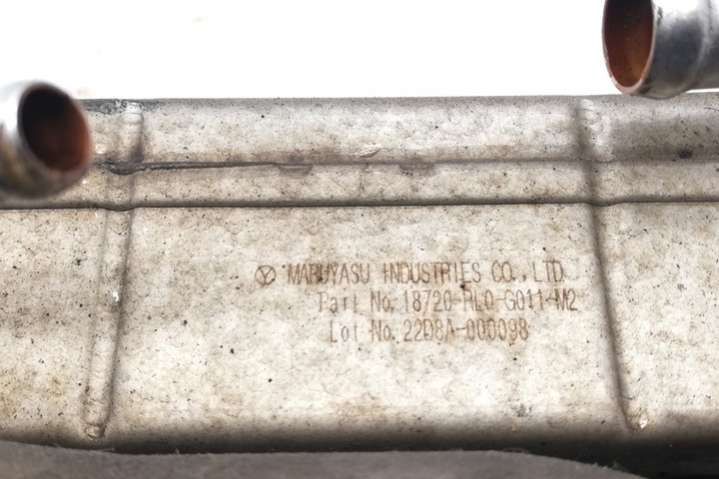 MARUYASU INDUSTRIES CO., LTD.
Part No. 18720-RL0-G011-M2
Lot No. 22D8A-000098